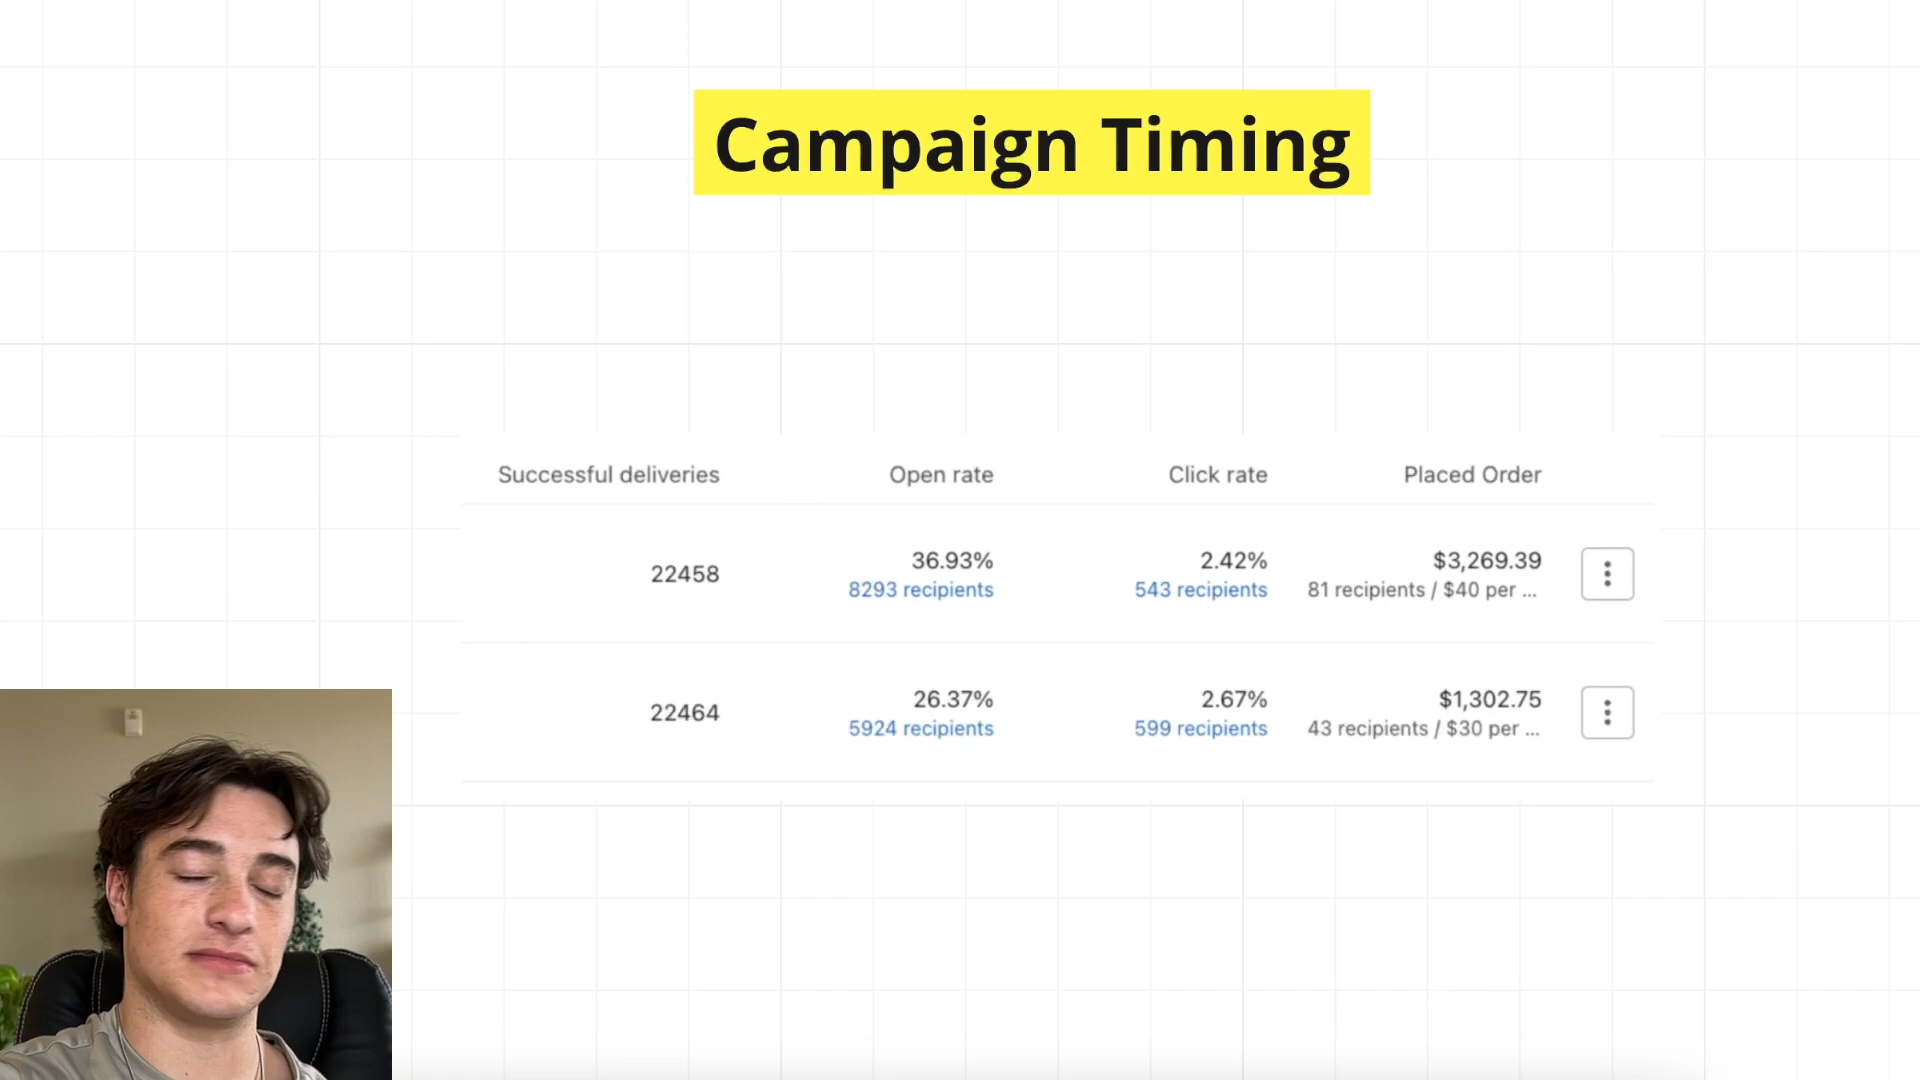 Campaign Timing
Successful deliveries Open rate Click rate Placed Order
22458 36.93% 2.42% $3,269.39
8293 recipients 543 recipients 81 recipients / $40 per ...
22464 26.37% 2.67% $1,302.75
5924 recipients 599 recipients 43 recipients / $30 per ...